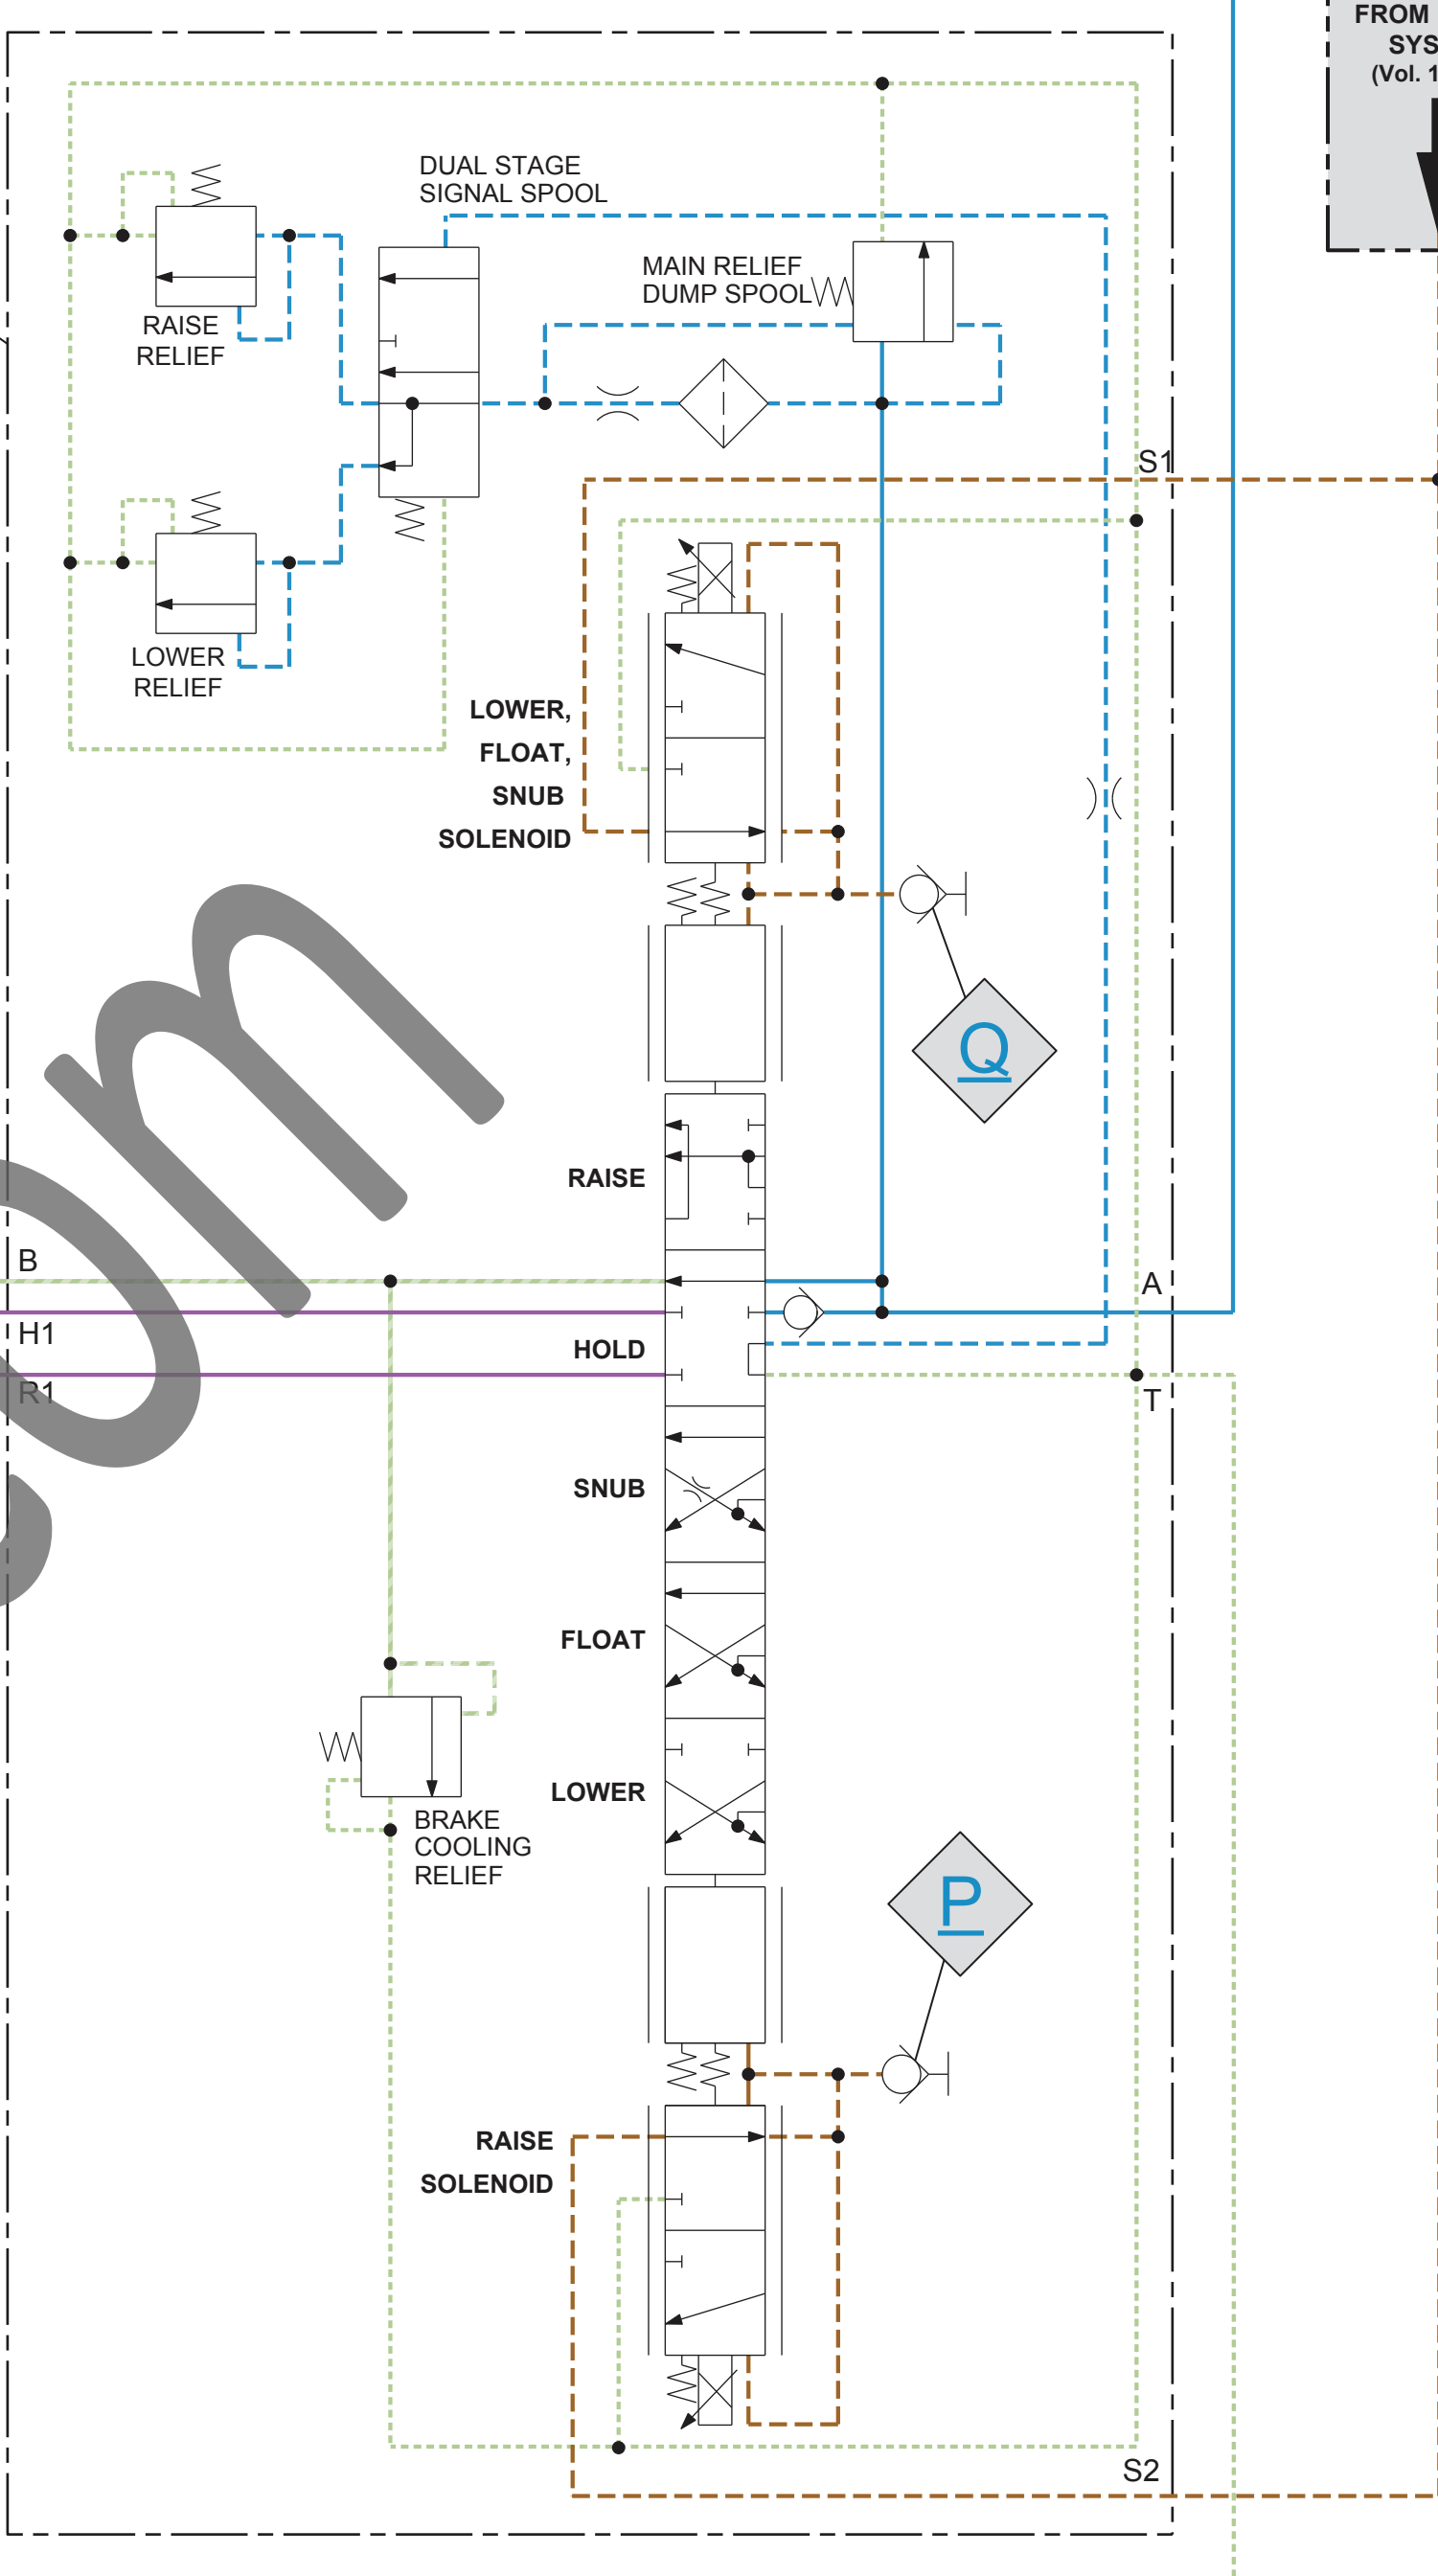 FROM
SYS
(Vol. 1
DUAL STAGE
SIGNAL SPOOL
MAIN RELIEF
DUMP SPOOL
RAISE
RELIEF
S1
LOWER
RELIEF
LOWER,
FLOAT,
SNUB
SOLENOID
Q
RAISE
B
A
H1
HOLD
R1
T
SNUB
FLOAT
LOWER
BRAKE
COOLING
RELIEF
P
RAISE
SOLENOID
S2
com